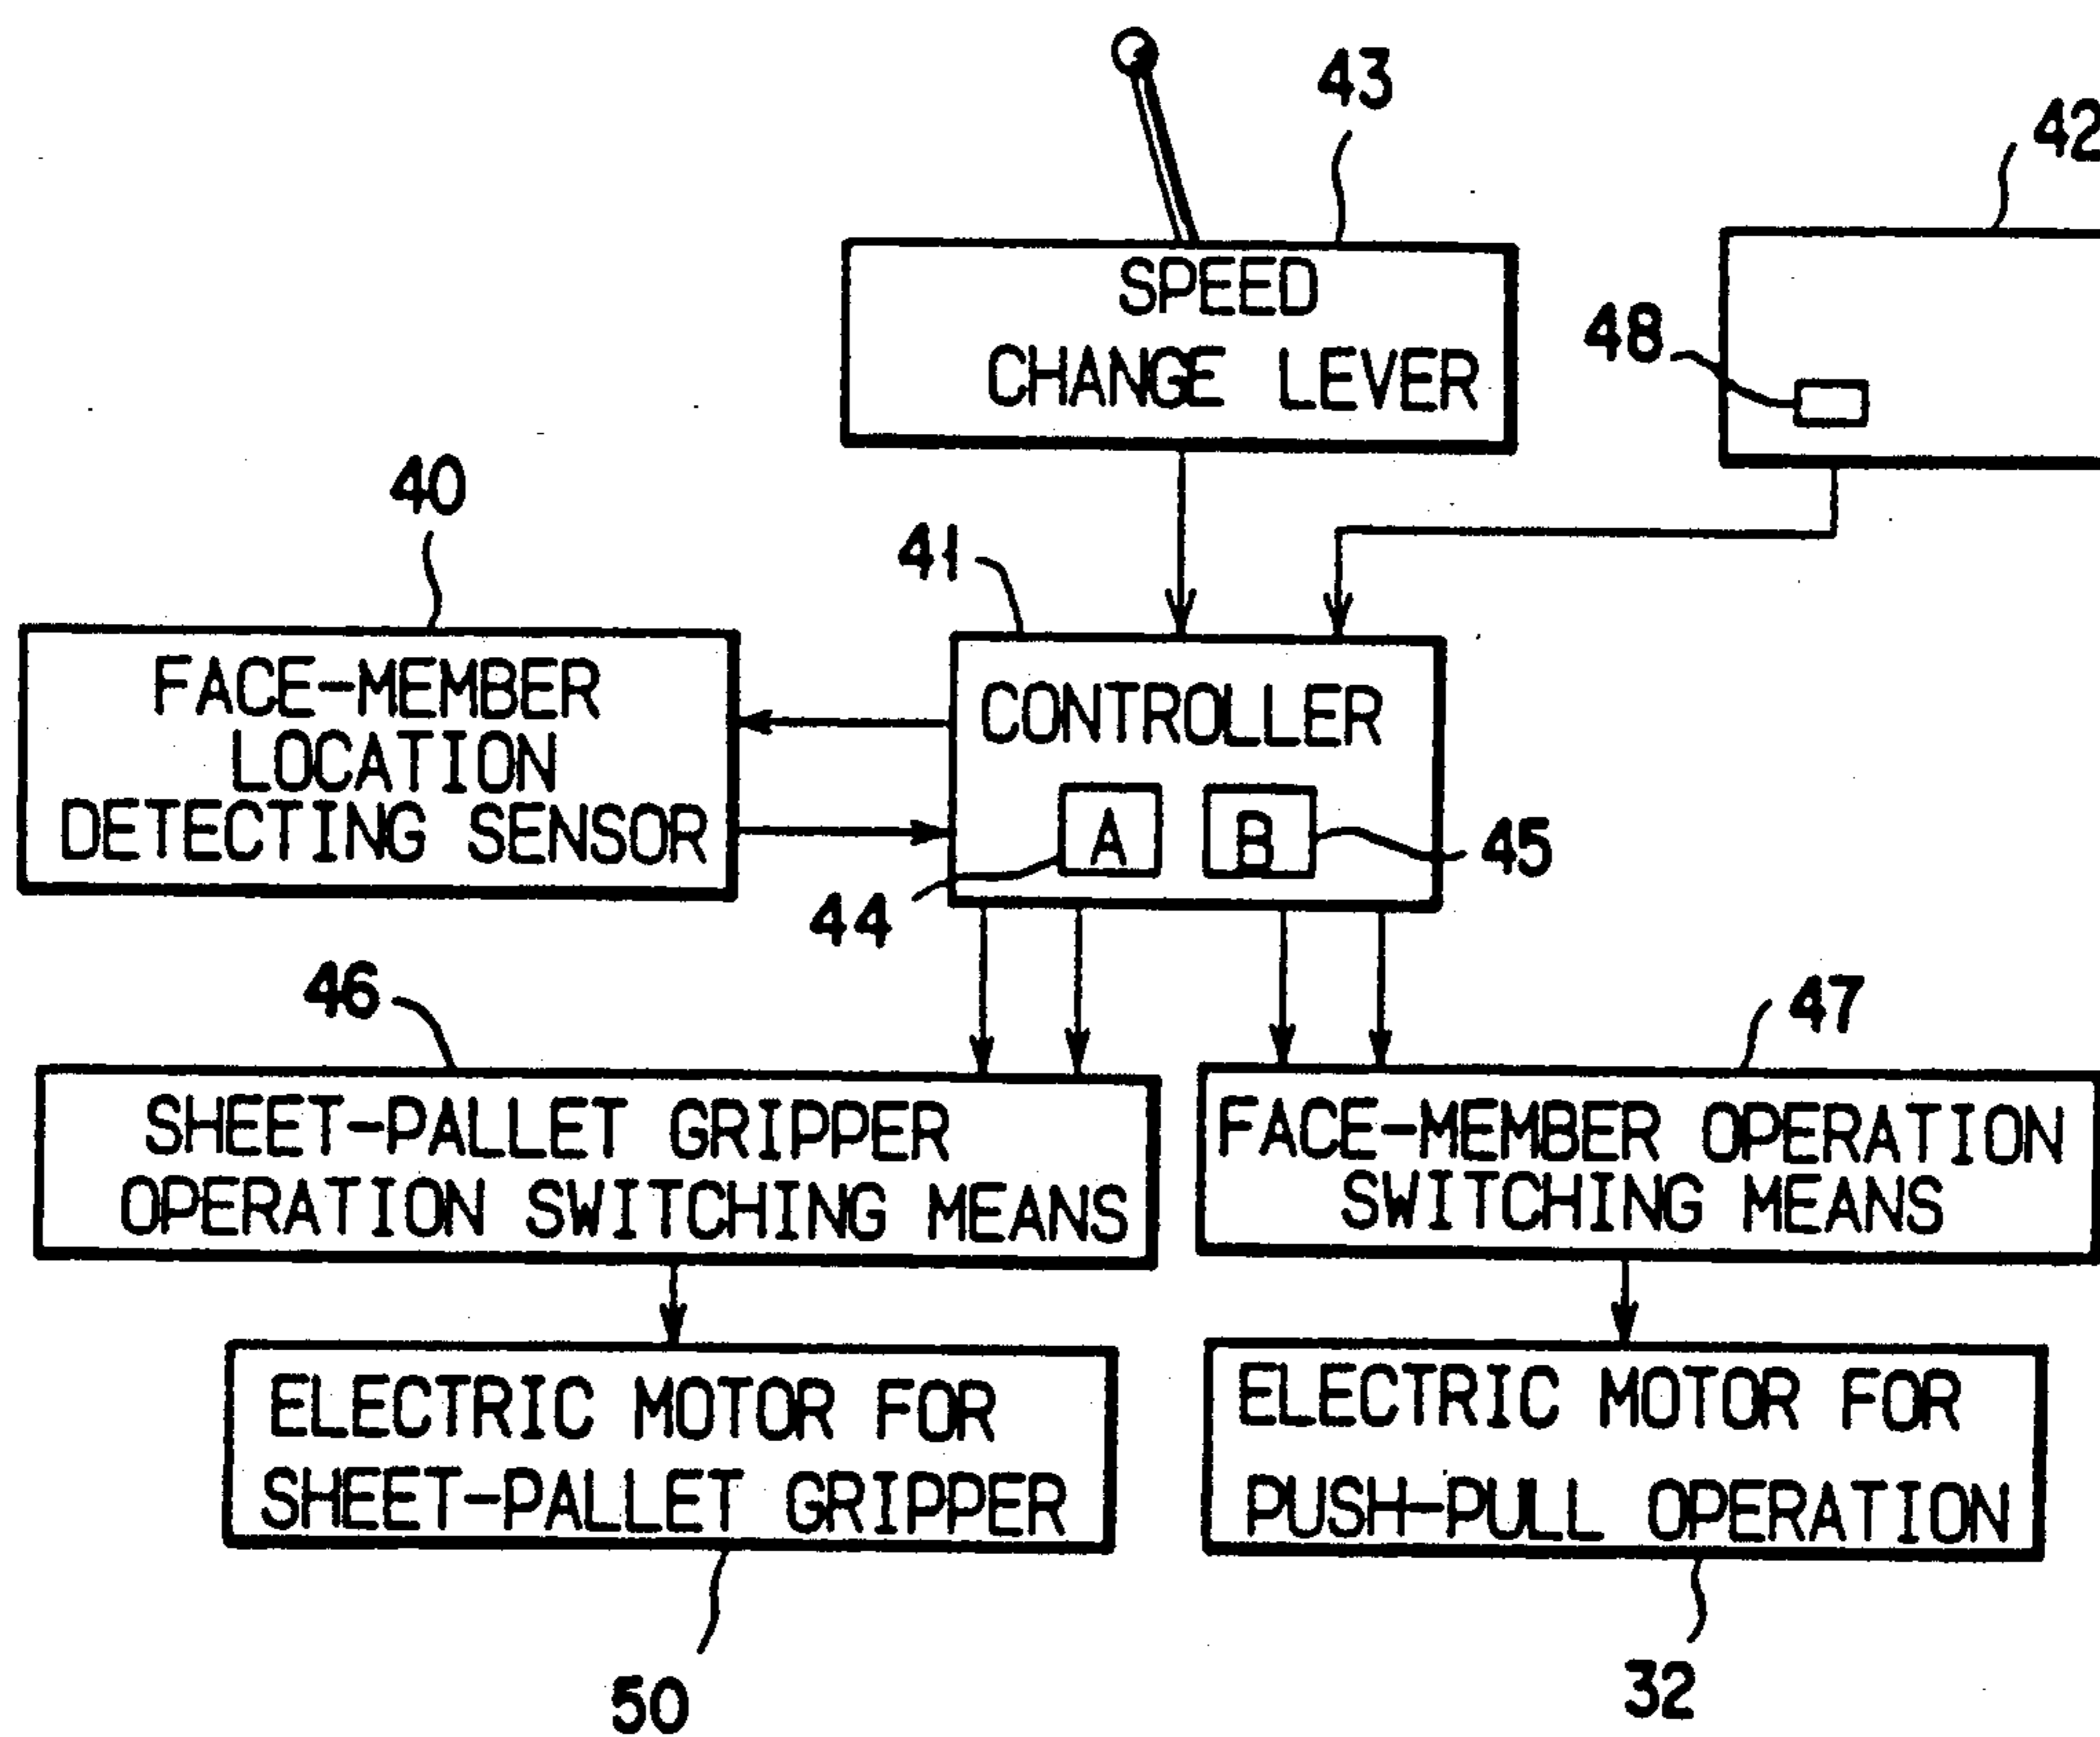 43
42
SPEED
CHANGE LEVER
48
40
41
FACE-MEMBER
LOCATION
DETECTING SENSOR
CONTROLLER
A
B
45
44
46
47
SHEET-PALLET GRIPPER
OPERATION SWITCHING MEANS
FACE-MEMBER OPERATION
SWITCHING MEANS
ELECTRIC MOTOR FOR
SHEET-PALLET GRIPPER
ELECTRIC MOTOR FOR
PUSH-PULL OPERATION
50
32